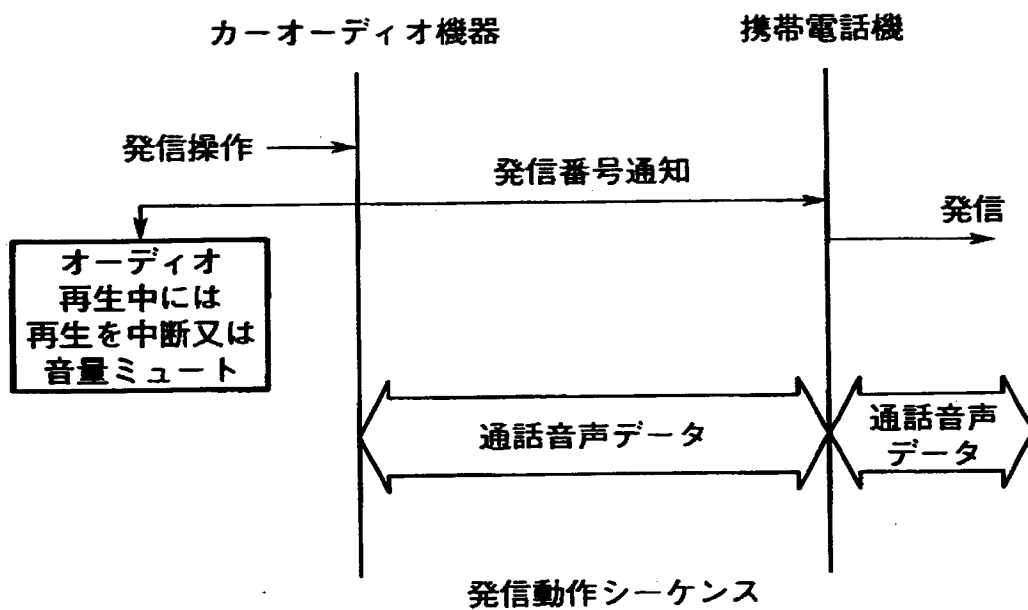 カーオーディオ機器
携帯電話機
発信操作
発信番号通知
発信
オーディオ
再生中には
再生を中断又は
音量ミュート
通話音声データ
通話音声
データ
発信動作シーケンス